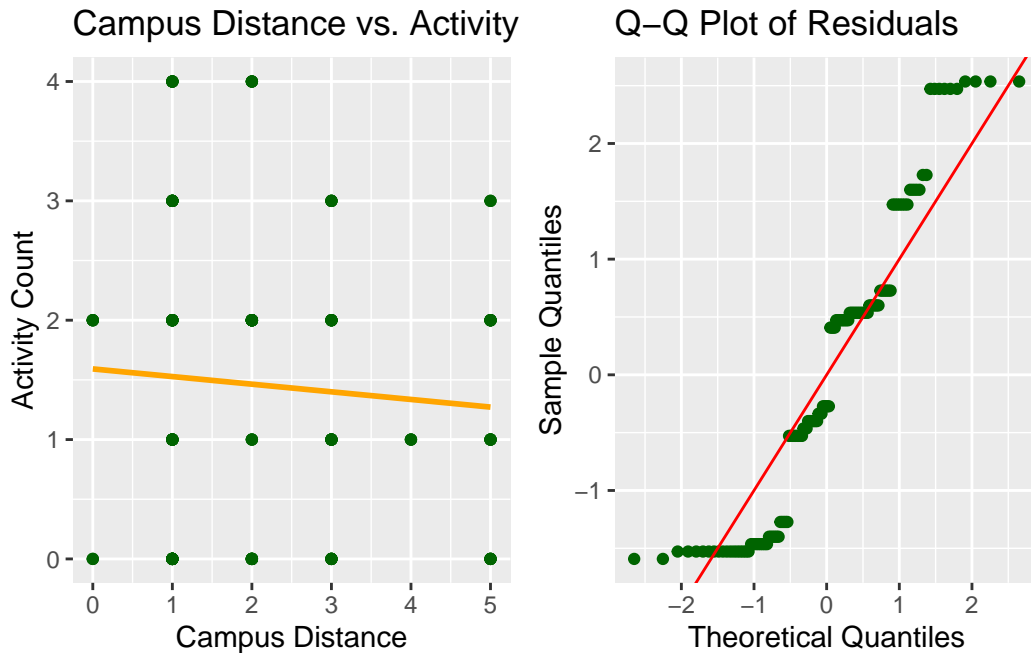 Campus Distance vs. Activity
4
3
2
1
0
Activity Count
0 1 2 3 4 5
Campus Distance
Q−Q Plot of Residuals
2
1
0
−1
Sample Quantiles
−2 −1 0 1 2
Theoretical Quantiles